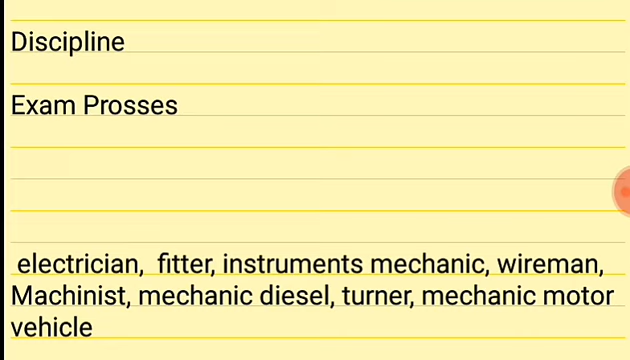 Discipline
Exam Prosses
electrician, fitter, instruments mechanic, wireman,
Machinist, mechanic diesel, turner, mechanic motor
vehicle